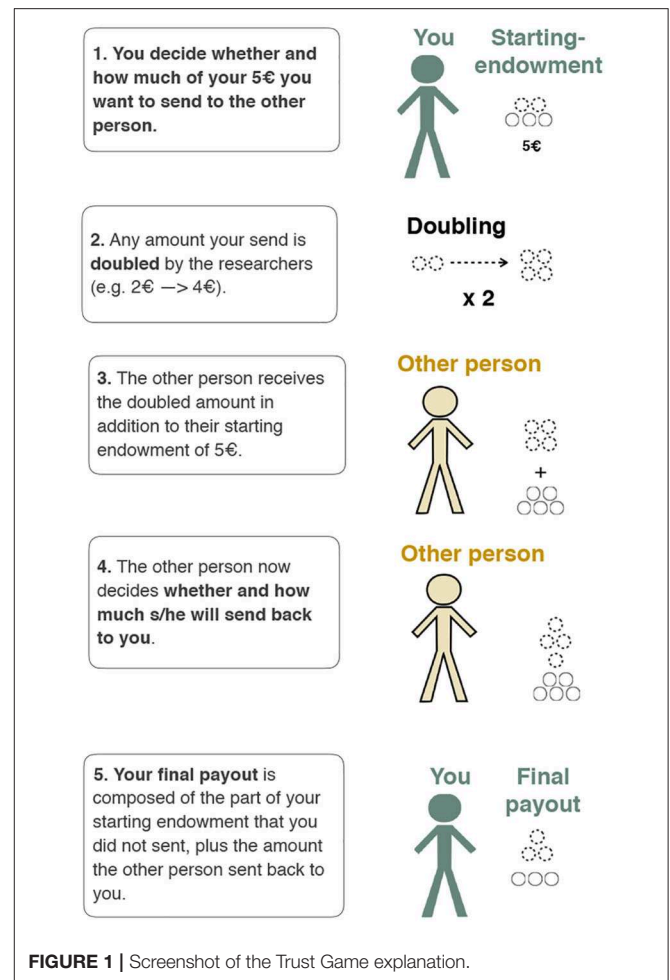 1. You decide whether and
how much of your 5€ you
want to send to the other
person.
You
Starting-
endowment
5€
2. Any amount your send is
doubled by the researchers
(e.g. 2€ —> 4€).
Doubling
x 2
3. The other person receives
the doubled amount in
addition to their starting
endowment of 5€.
Other person
+
4. The other person now
decides whether and how
much s/he will send back
to you.
Other person
5. Your final payout is
composed of the part of your
starting endowment that you
did not sent, plus the amount
the other person sent back to
you.
You
Final
payout
FIGURE 1 | Screenshot of the Trust Game explanation.